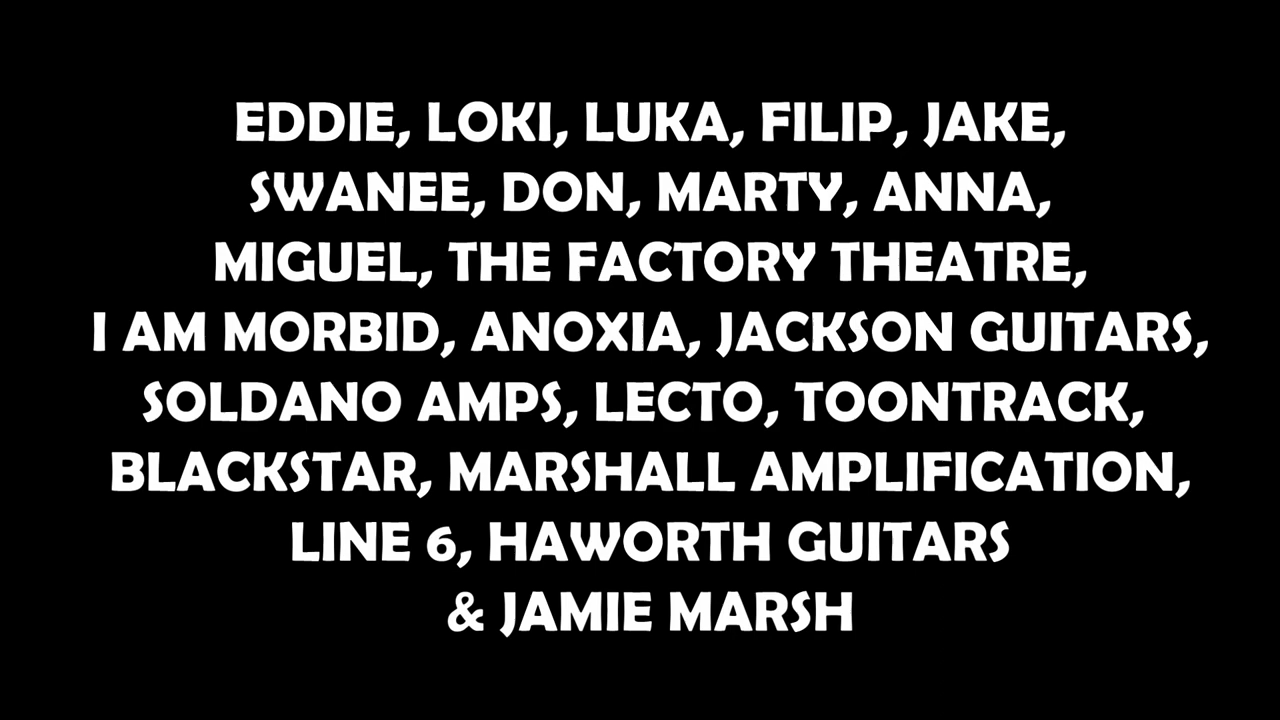 EDDIE, LOKI, LUKA, FILIP, JAKE,
SWANEE, DON, MARTY, ANNA,
MIGUEL, THE FACTORY THEATRE,
I AM MORBID, ANOXIA, JACKSON GUITARS,
SOLDANO AMPS, LECTO, TOONTRACK,
BLACKSTAR, MARSHALL AMPLIFICATION,
LINE 6, HAWORTH GUITARS
& JAMIE MARSH